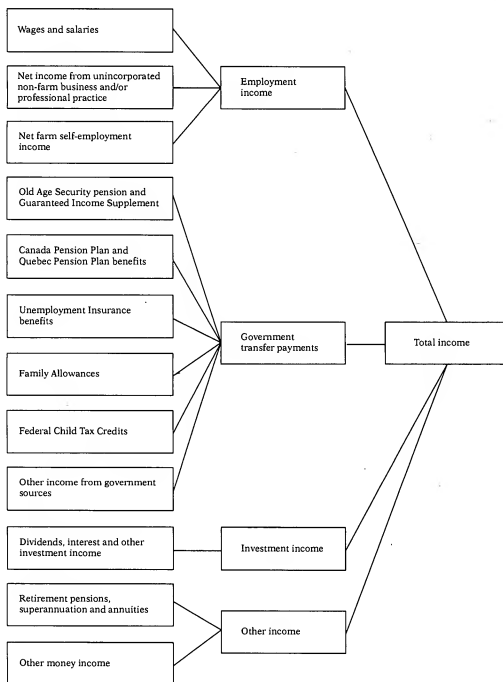 Wages and salaries
Net income from unincorporated
non-farm business and/or
professional practice
Net farm self-employment
income
Employment
income
Old Age Security pension and
Guaranteed Income Supplement
Canada Pension Plan and
Quebec Pension Plan benefits
Unemployment Insurance
benefits
Family Allowances
Federal Child Tax Credits
Other income from government
sources
Government
transfer payments
Total income
Dividends, interest and other
investment income
Investment income
Retirement pensions,
superannuation and annuities
Other money income
Other income